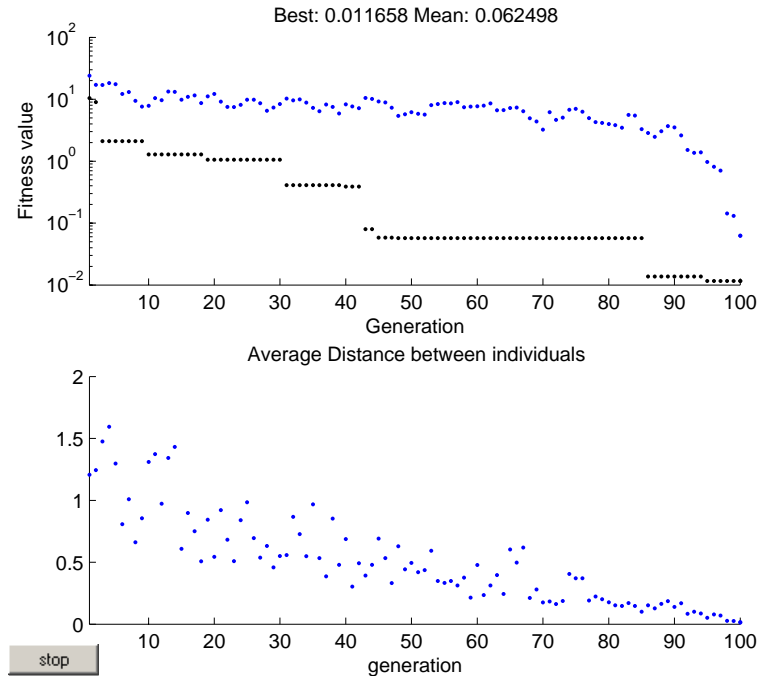 Best: 0.011658 Mean: 0.062498
10^2
10^1
10^0
10^-1
10^-2
Fitness value
10 20 30 40 50 60 70 80 90 100
Generation
Average Distance between individuals
2
1.5
1
0.5
0
10 20 30 40 50 60 70 80 90 100
generation
stop